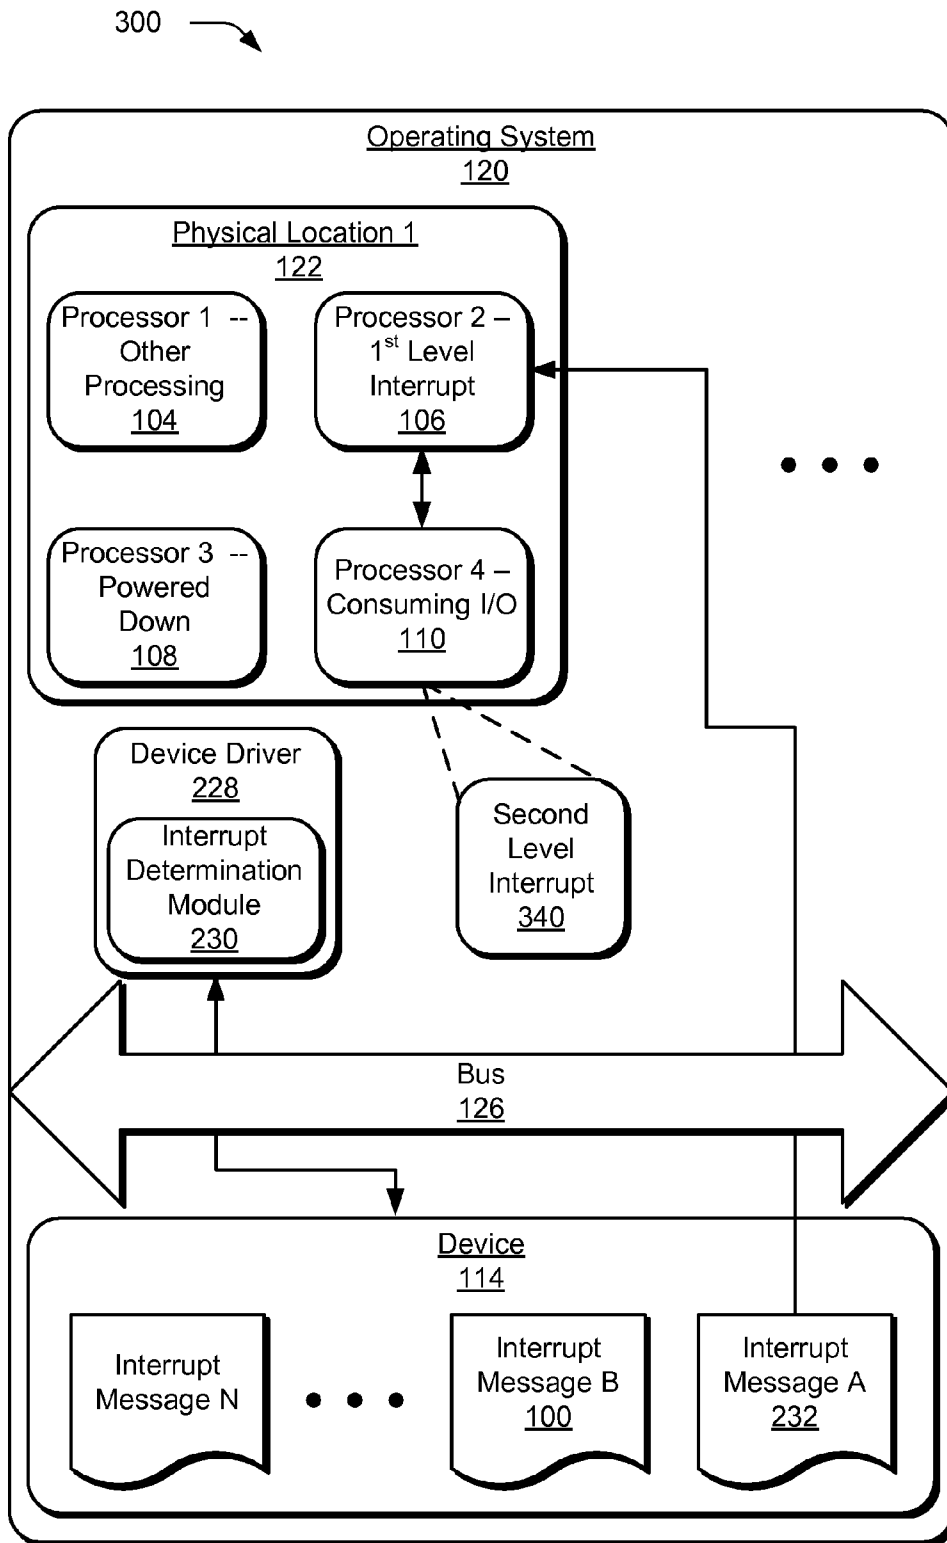 300
Operating System
120
Physical Location 1
122
Processor 1 --
Other
Processing
104
Processor 2 –
1st Level
Interrupt
106
Processor 3 --
Powered
Down
108
Processor 4 –
Consuming I/O
110
Device Driver
228
Interrupt
Determination
Module
230
Second
Level
Interrupt
340
Bus
126
Device
114
Interrupt
Message N
Interrupt
Message B
100
Interrupt
Message A
232